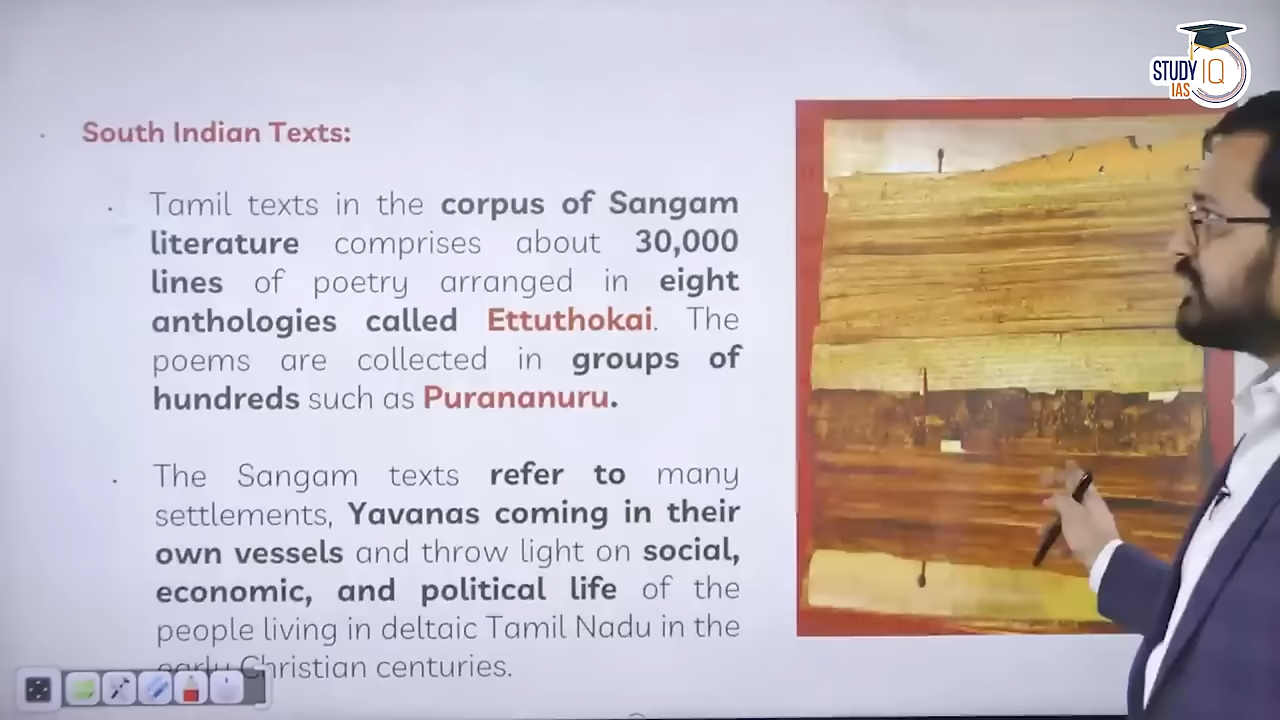 STUDY IQ
IAS
South Indian Texts:
Tamil texts in the corpus of Sangam
literature comprises about 30,000
lines of poetry arranged in eight
anthologies called Ettuthokai. The
poems are collected in groups of
hundreds such as Purananuru.
The Sangam texts refer to many
settlements, Yavanas coming in their
own vessels and throw light on social,
economic, and political life of the
people living in deltaic Tamil Nadu in the
early Christian centuries.